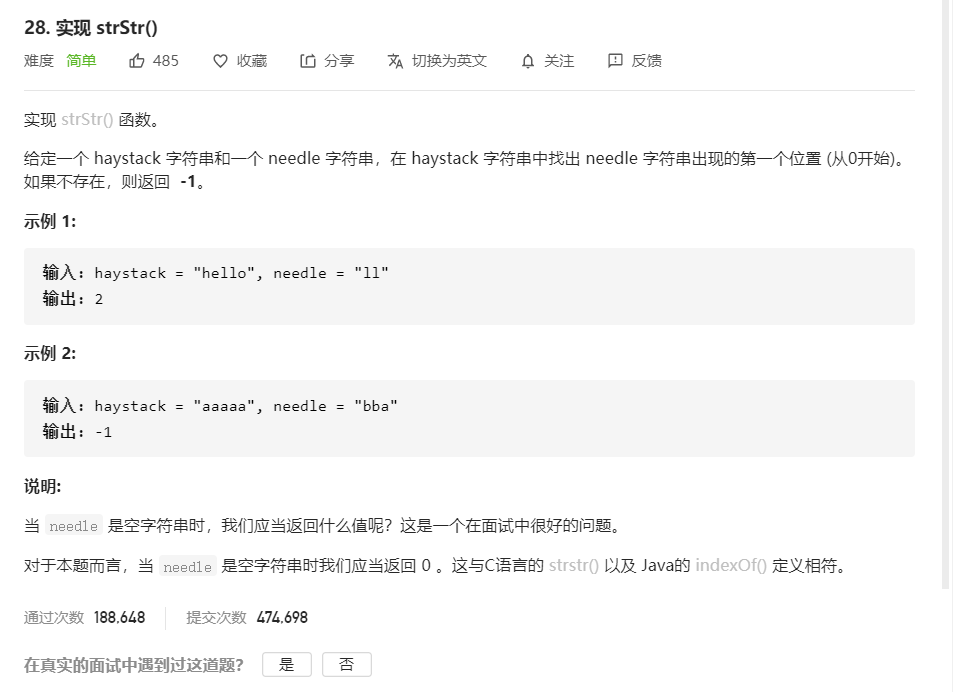 28. 实现 strStr()
难度 简单 485 收藏 分享 切换为英文 关注 反馈
实现 strStr() 函数。
给定一个 haystack 字符串和一个 needle 字符串，在 haystack 字符串中找出 needle 字符串出现的第一个位置 (从0开始)。
如果不存在，则返回 -1。
示例 1:
输入: haystack = "hello", needle = "ll"
输出: 2
示例 2:
输入: haystack = "aaaaa", needle = "bba"
输出: -1
说明:
当 needle 是空字符串时，我们应当返回什么值呢？这是一个在面试中很好的问题。
对于本题而言，当 needle 是空字符串时我们应当返回 0 。这与C语言的 strstr() 以及 Java的 indexOf() 定义相符。
通过次数 188,648 提交次数 474,698
在真实的面试中遇到过这道题? 是 否